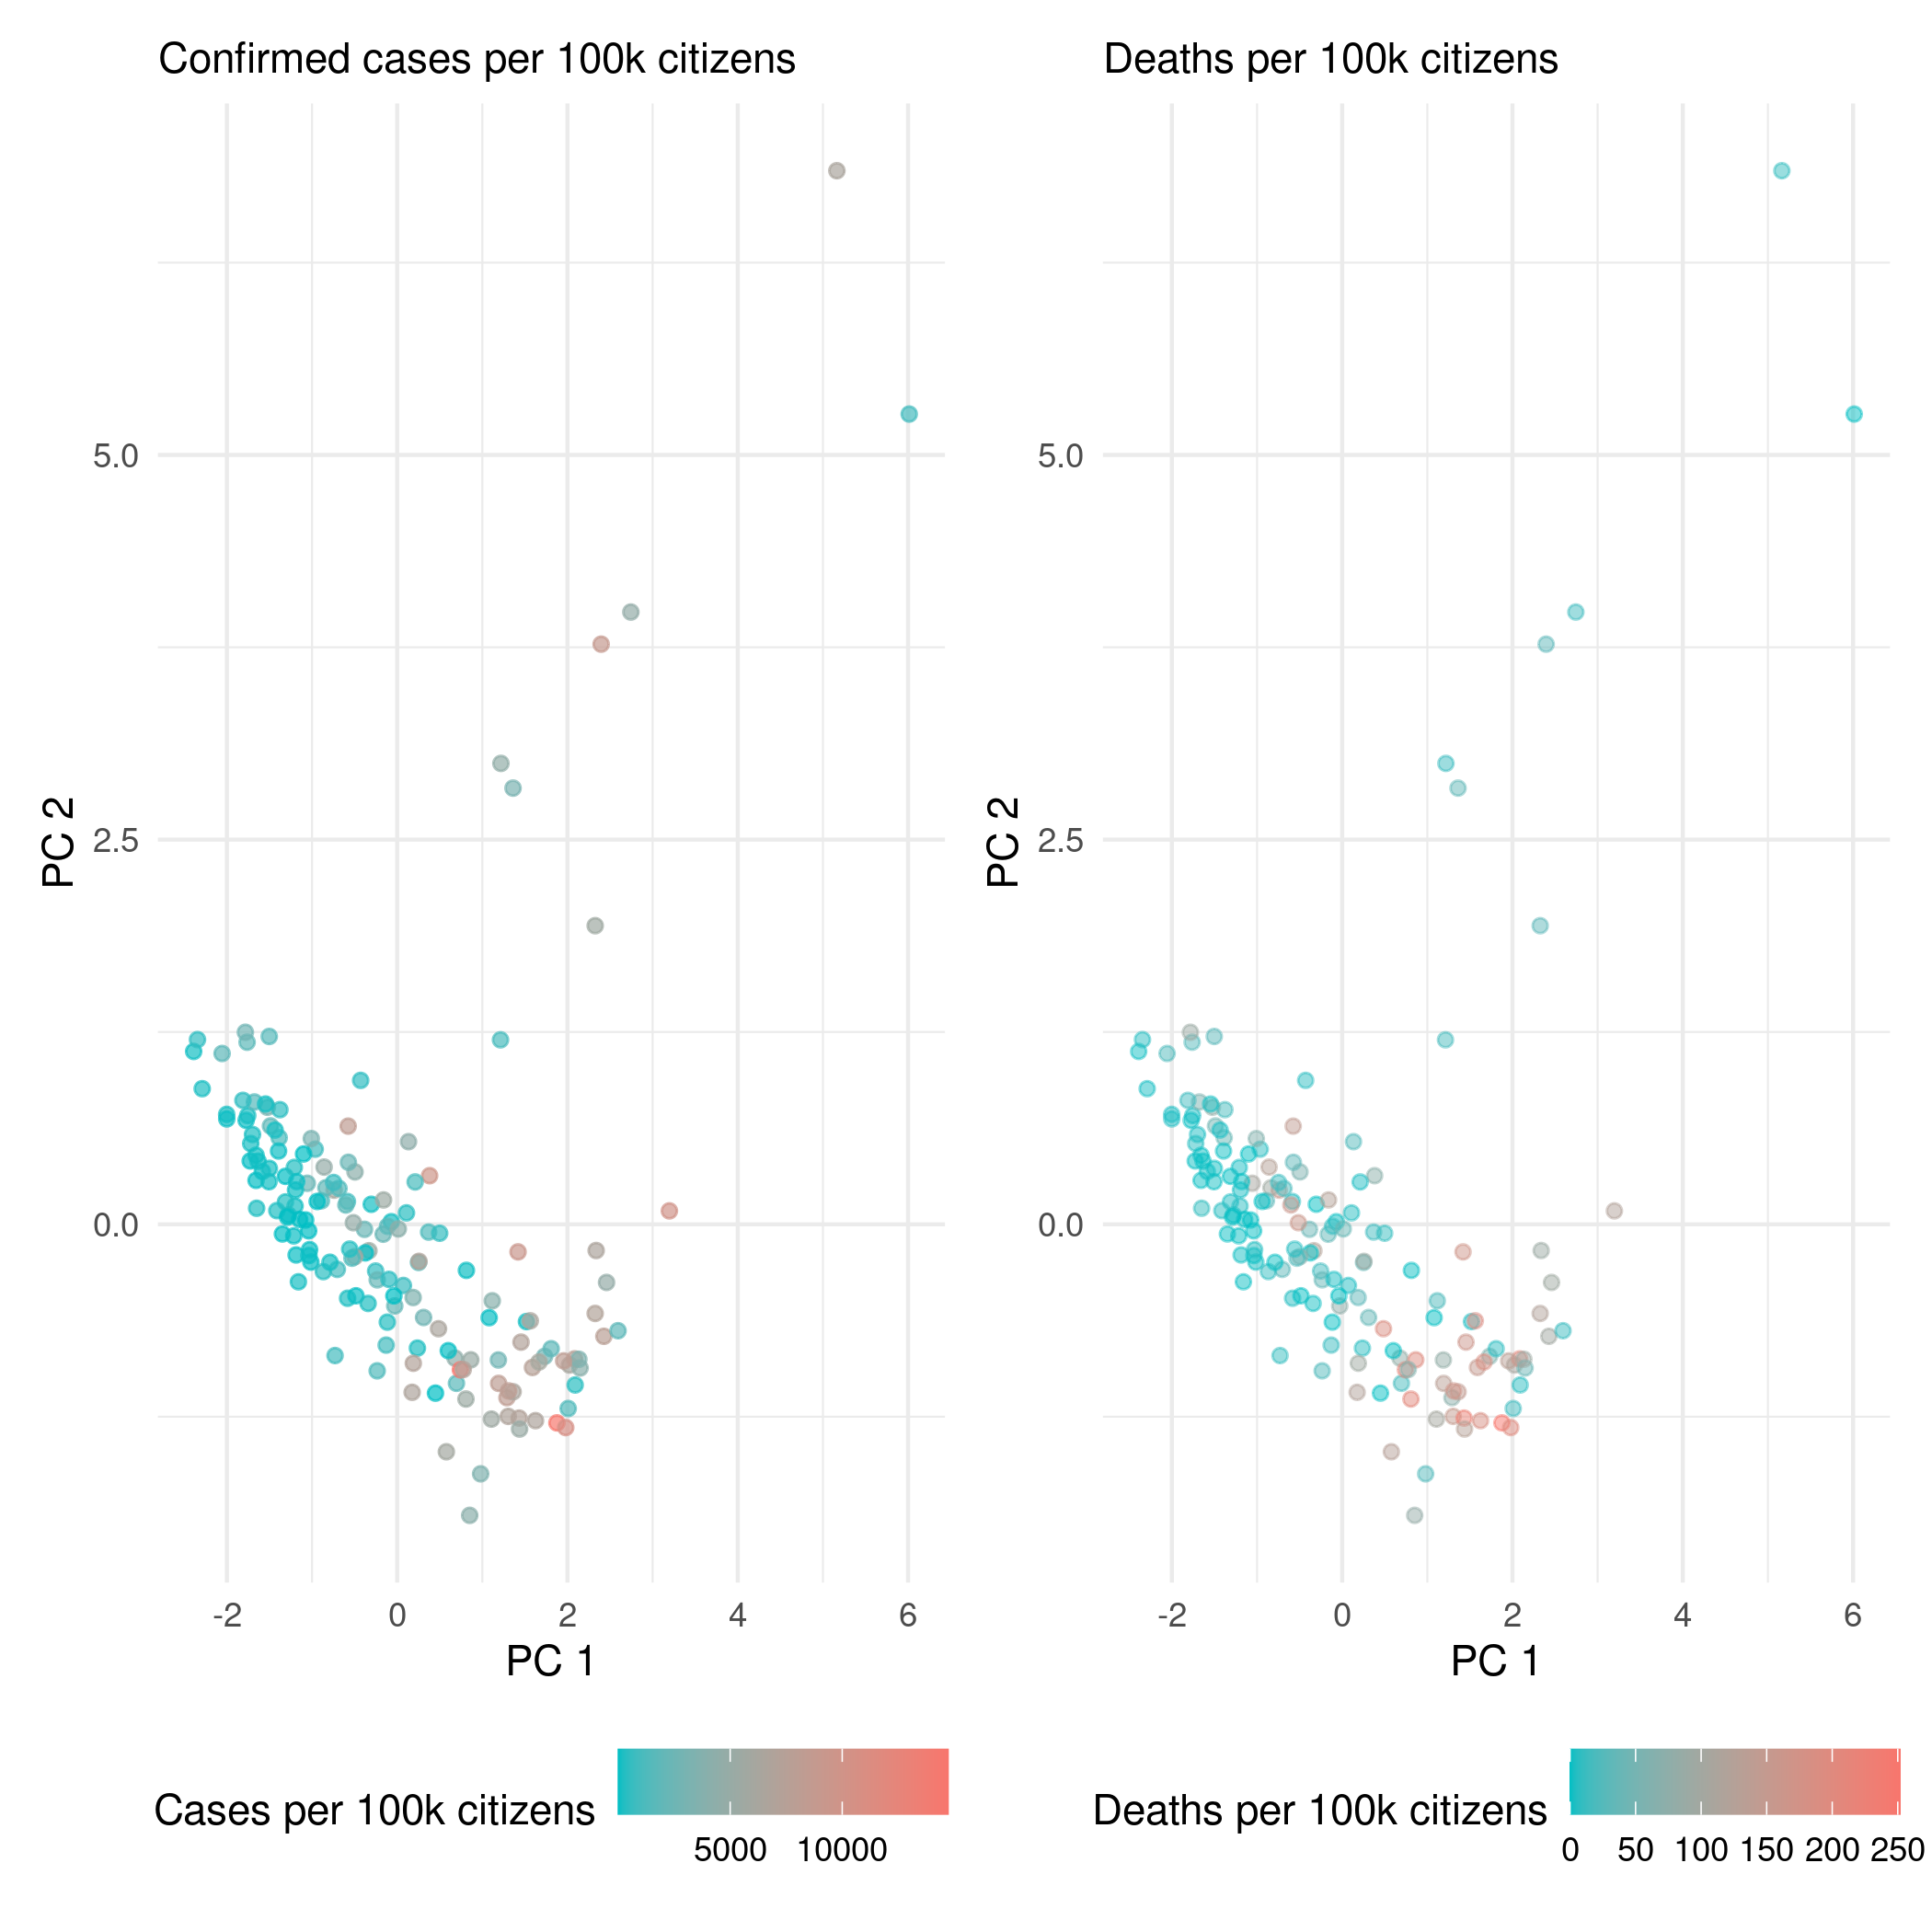 Confirmed cases per 100k citizens
PC 2
5.0
2.5
0.0
-2 0 2 4 6
PC 1
Cases per 100k citizens
5000 10000
Deaths per 100k citizens
PC 2
5.0
2.5
0.0
-2 0 2 4 6
PC 1
Deaths per 100k citizens
0 50 100 150 200 250